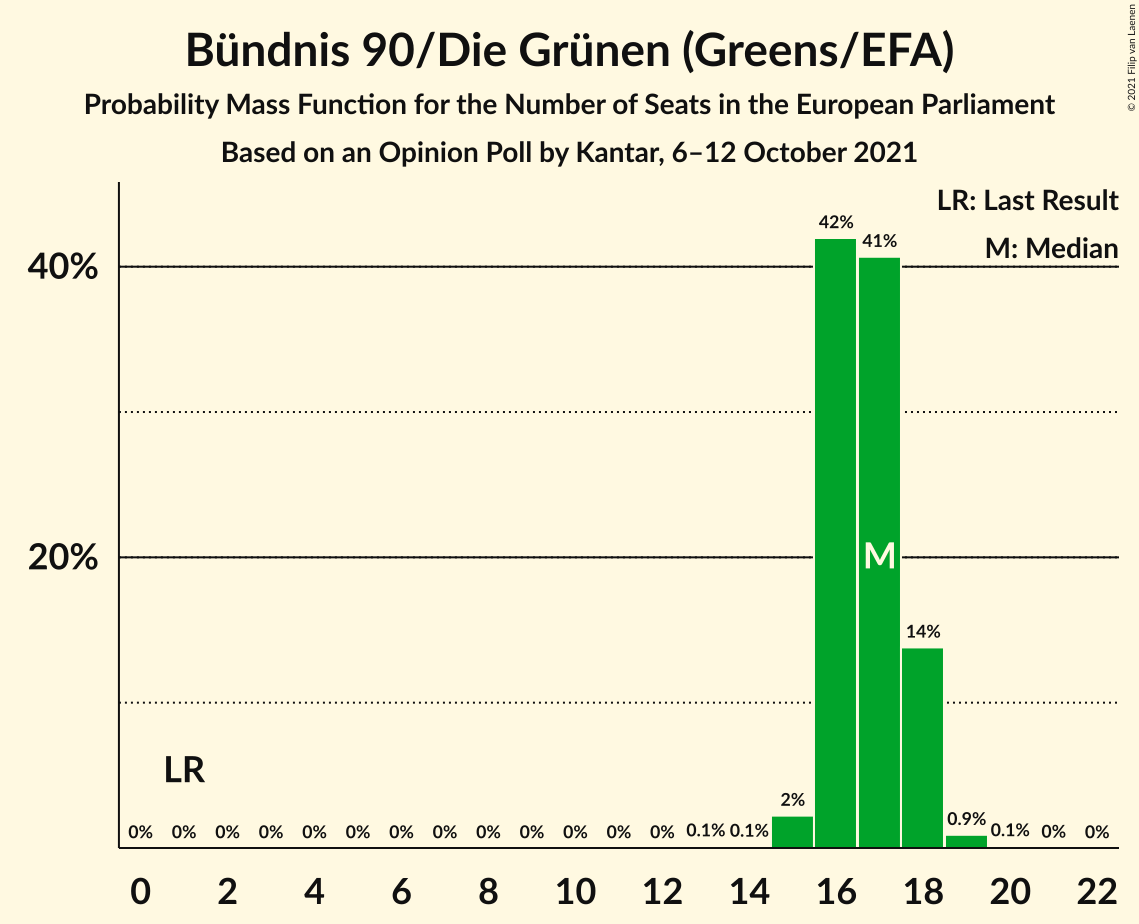 Bündnis 90/Die Grünen (Greens/EFA)
Probability Mass Function for the Number of Seats in the European Parliament
Based on an Opinion Poll by Kantar, 6–12 October 2021
© 2021 Filip van Laenen
LR: Last Result
M: Median
42%
41%
40%
20%
M
14%
LR
2%
0% 0% 0% 0% 0% 0% 0% 0% 0% 0% 0% 0% 0% 0.1% 0.1% 0.9% 0.1% 0% 0%
0 2 4 6 8 10 12 14 16 18 20 22